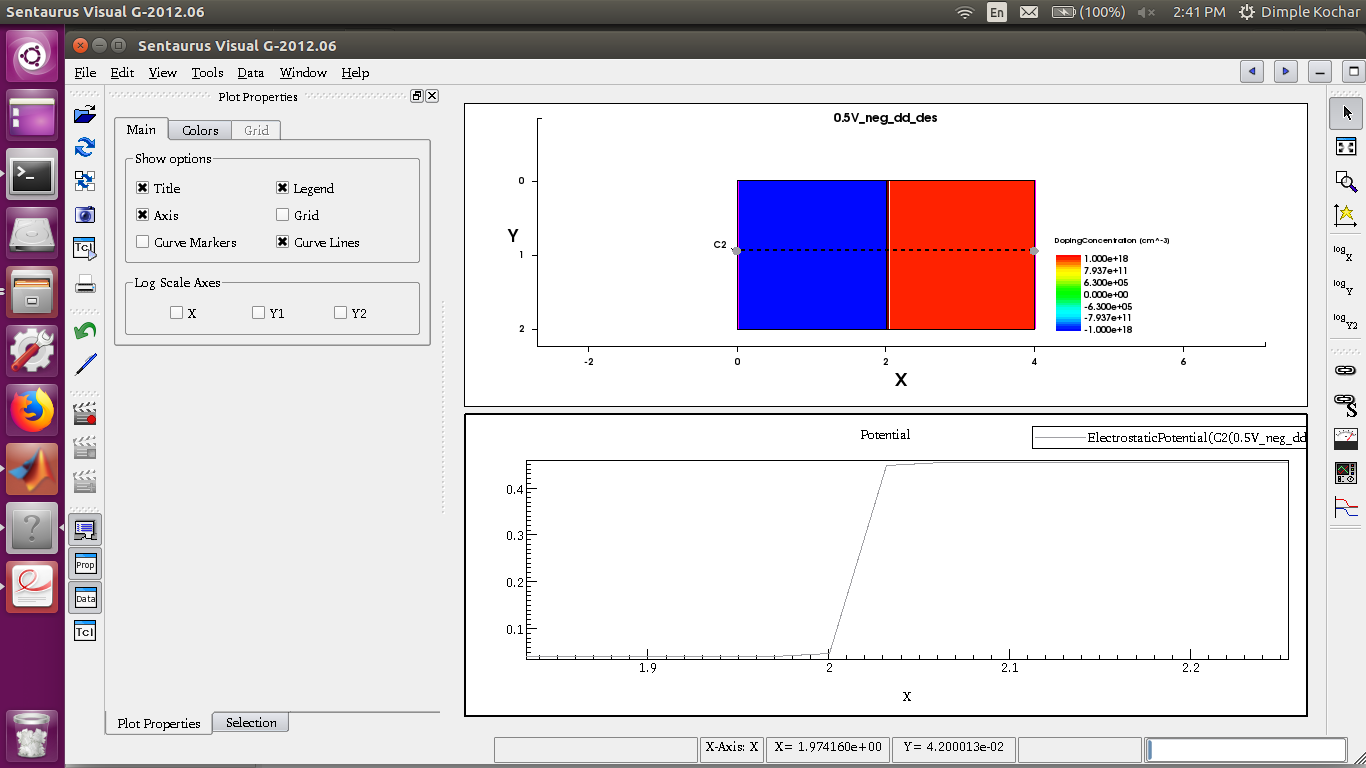 Sentaurus Visual G-2012.06
En
(100%)
2:41 PM
Dimple Kochar
Sentaurus Visual G-2012.06
File Edit View Tools Data Window Help
Plot Properties
Main Colors Grid
Show options
Title Legend
Axis Grid
Curve Markers Curve Lines
Log Scale Axes
X Y1 Y2
Tcl
Prop
Data
Tcl
Plot Properties Selection
0.5V_neg_dd_des
0
Y
1
2
C2
-2 0 2 4 6
X
DopingConcentration (cm^-3)
1.000e+18
7.937e+11
6.300e+05
0.000e+00
-6.300e+05
-7.937e+11
-1.000e+18
Potential
ElectrostaticPotential(C2(0.5V_neg_dd
0.4
0.3
0.2
0.1
1.9 2 2.1 2.2
X
logX
logY
logY2
S
X-Axis: X X= 1.974160e+00 Y= 4.200013e-02